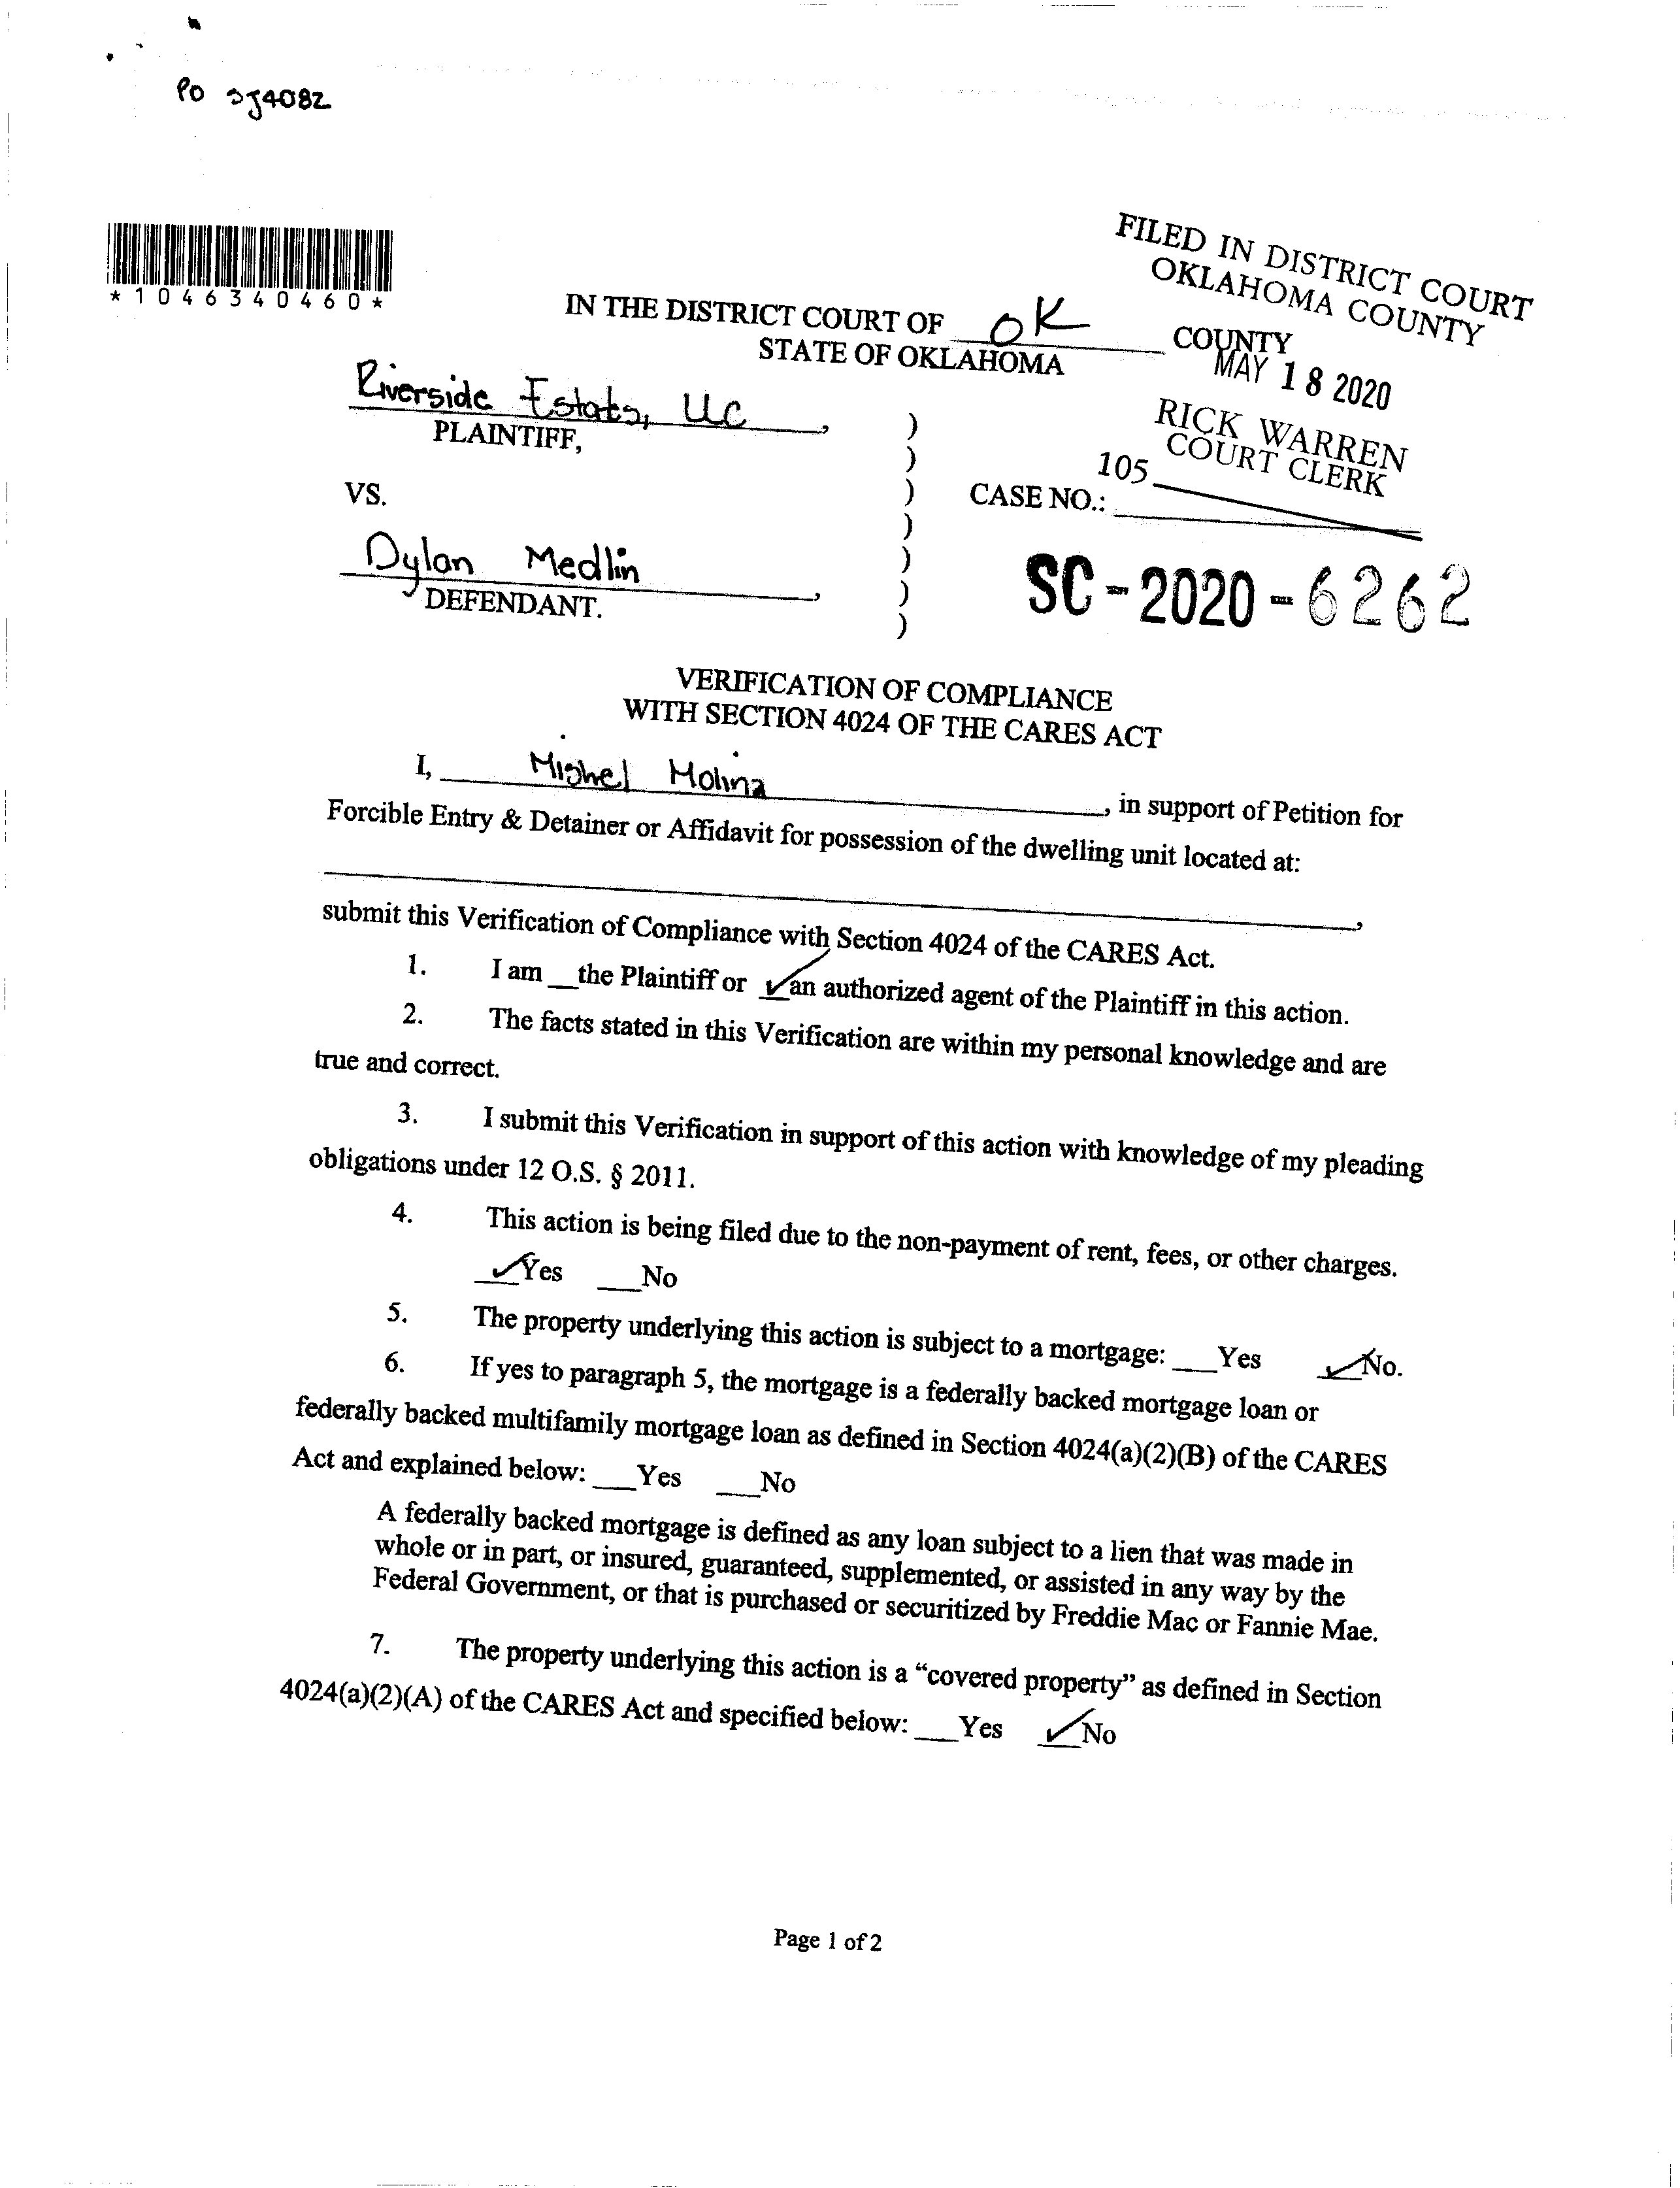 PO SJ4082
*1046340460*
FILED IN DISTRICT COURT
OKLAHOMA COUNTY
IN THE DISTRICT COURT OF OK COUNTY
STATE OF OKLAHOMA
MAY 18 2020
RICK WARREN
COURT CLERK
105
Riverside Estates, LLC,
PLAINTIFF,
VS.
CASE NO.:
Dylan Medlin,
DEFENDANT.
)
)
)
)
)
)
)
SC-2020-6262
VERIFICATION OF COMPLIANCE
WITH SECTION 4024 OF THE CARES ACT
I, Mishel Molina, in support of Petition for
Forcible Entry & Detainer or Affidavit for possession of the dwelling unit located at:
,
submit this Verification of Compliance with Section 4024 of the CARES Act.
1. I am __the Plaintiff or ✓an authorized agent of the Plaintiff in this action.
2. The facts stated in this Verification are within my personal knowledge and are
true and correct.
3. I submit this Verification in support of this action with knowledge of my pleading
obligations under 12 O.S. § 2011.
4. This action is being filed due to the non-payment of rent, fees, or other charges.
✓Yes ___No
5. The property underlying this action is subject to a mortgage: ___Yes ✓No.
6. If yes to paragraph 5, the mortgage is a federally backed mortgage loan or
federally backed multifamily mortgage loan as defined in Section 4024(a)(2)(B) of the CARES
Act and explained below: ___Yes ___No
A federally backed mortgage is defined as any loan subject to a lien that was made in
whole or in part, or insured, guaranteed, supplemented, or assisted in any way by the
Federal Government, or that is purchased or securitized by Freddie Mac or Fannie Mae.
7. The property underlying this action is a “covered property” as defined in Section
4024(a)(2)(A) of the CARES Act and specified below: ___Yes ✓No
Page 1 of 2